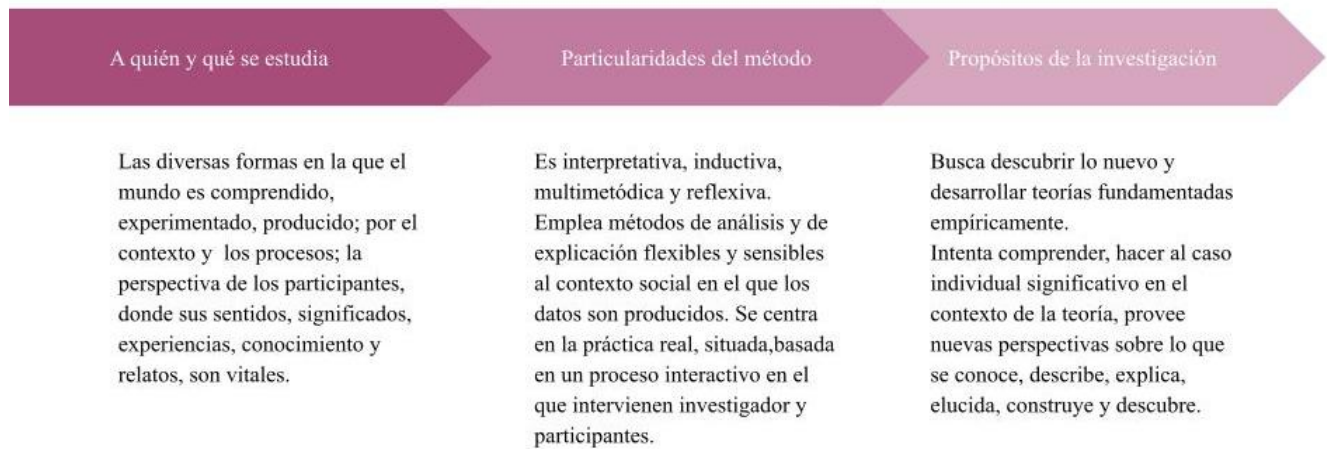 A quién y qué se estudia
Particularidades del método
Propósitos de la investigación
Las diversas formas en la que el
mundo es comprendido,
experimentado, producido; por el
contexto y los procesos; la
perspectiva de los participantes,
donde sus sentidos, significados,
experiencias, conocimiento y
relatos, son vitales.
Es interpretativa, inductiva,
multimetódica y reflexiva.
Emplea métodos de análisis y de
explicación flexibles y sensibles
al contexto social en el que los
datos son producidos. Se centra
en la práctica real, situada,basada
en un proceso interactivo en el
que intervienen investigador y
participantes.
Busca descubrir lo nuevo y
desarrollar teorías fundamentadas
empíricamente.
Intenta comprender, hacer al caso
individual significativo en el
contexto de la teoría, provee
nuevas perspectivas sobre lo que
se conoce, describe, explica,
elucida, construye y descubre.